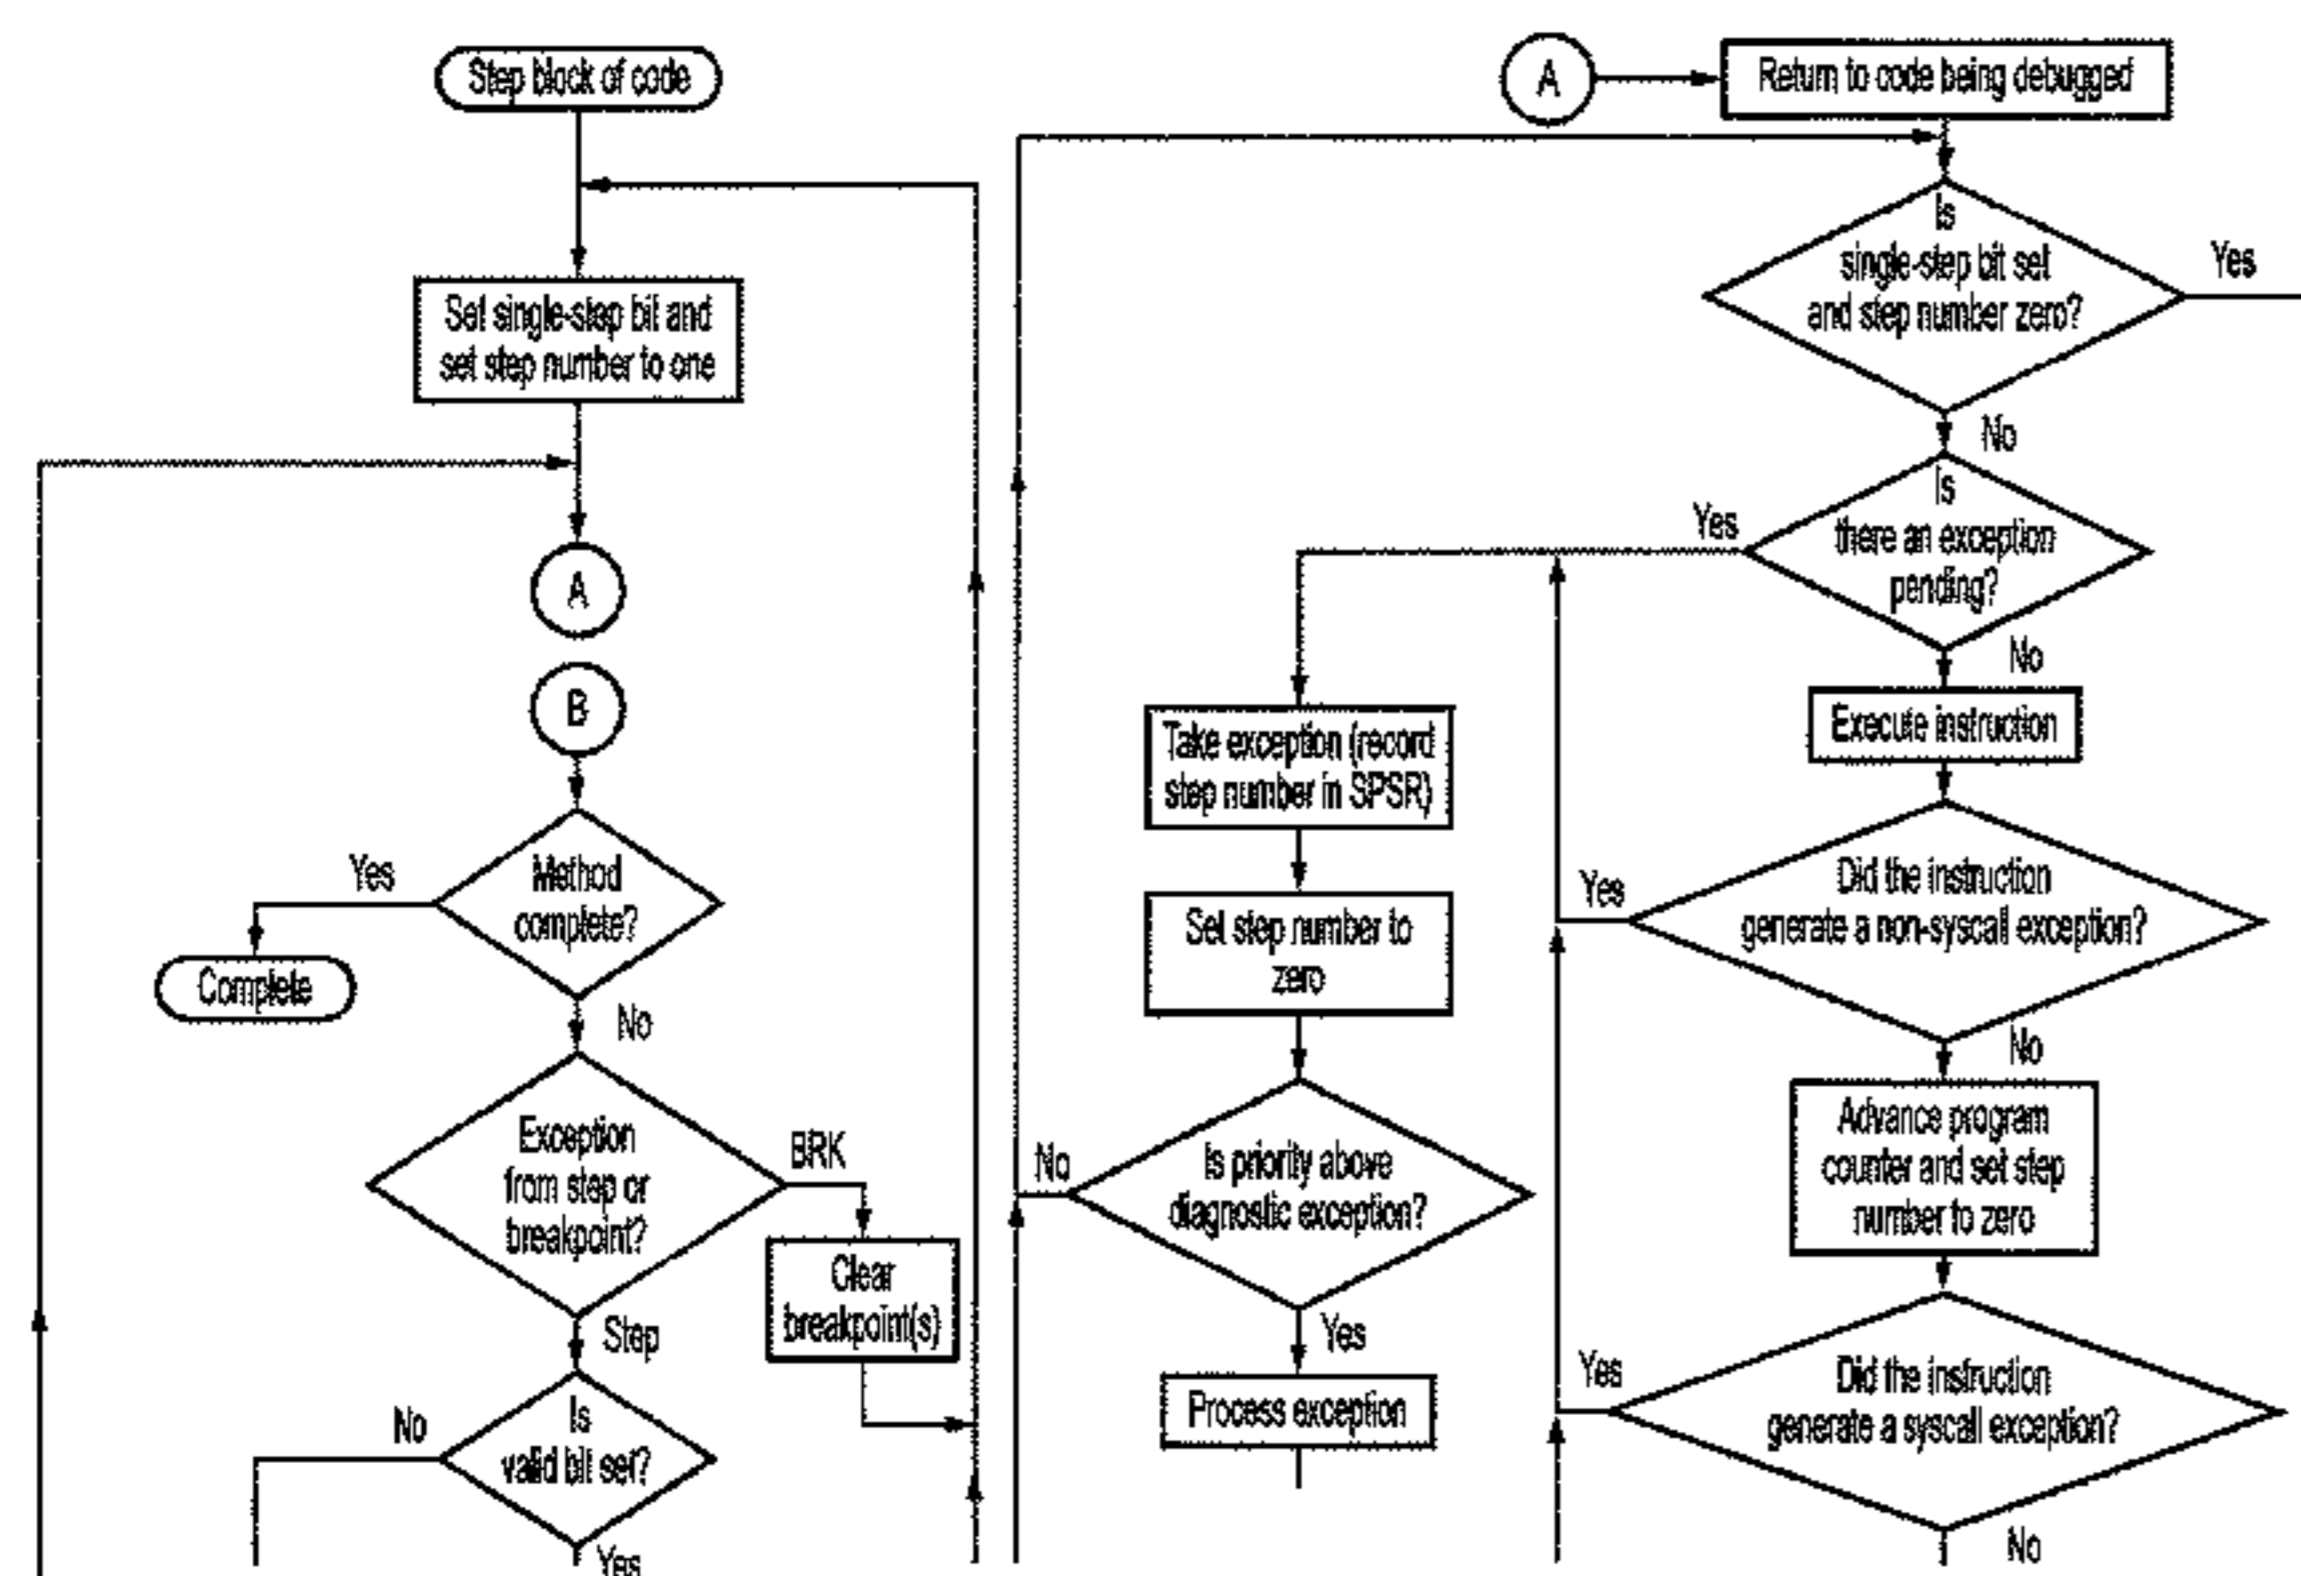 Step block of code
Set single-step bit and
set step number to one
A
B
Method
complete?
Yes
Complete
No
Exception
from step or
breakpoint?
BRK
Clear
breakpoint(s)
Step
Is
valid bit set?
No
Yes
A
Return to code being debugged
Is
single-step bit set
and step number zero?
Yes
No
Is
there an exception
pending?
Yes
No
Take exception (record
step number in SPSR)
Set step number to
zero
Is priority above
diagnostic exception?
No
Yes
Process exception
Execute instruction
Did the instruction
generate a non-syscall exception?
Yes
No
Advance program
counter and set step
number to zero
Did the instruction
generate a syscall exception?
Yes
No